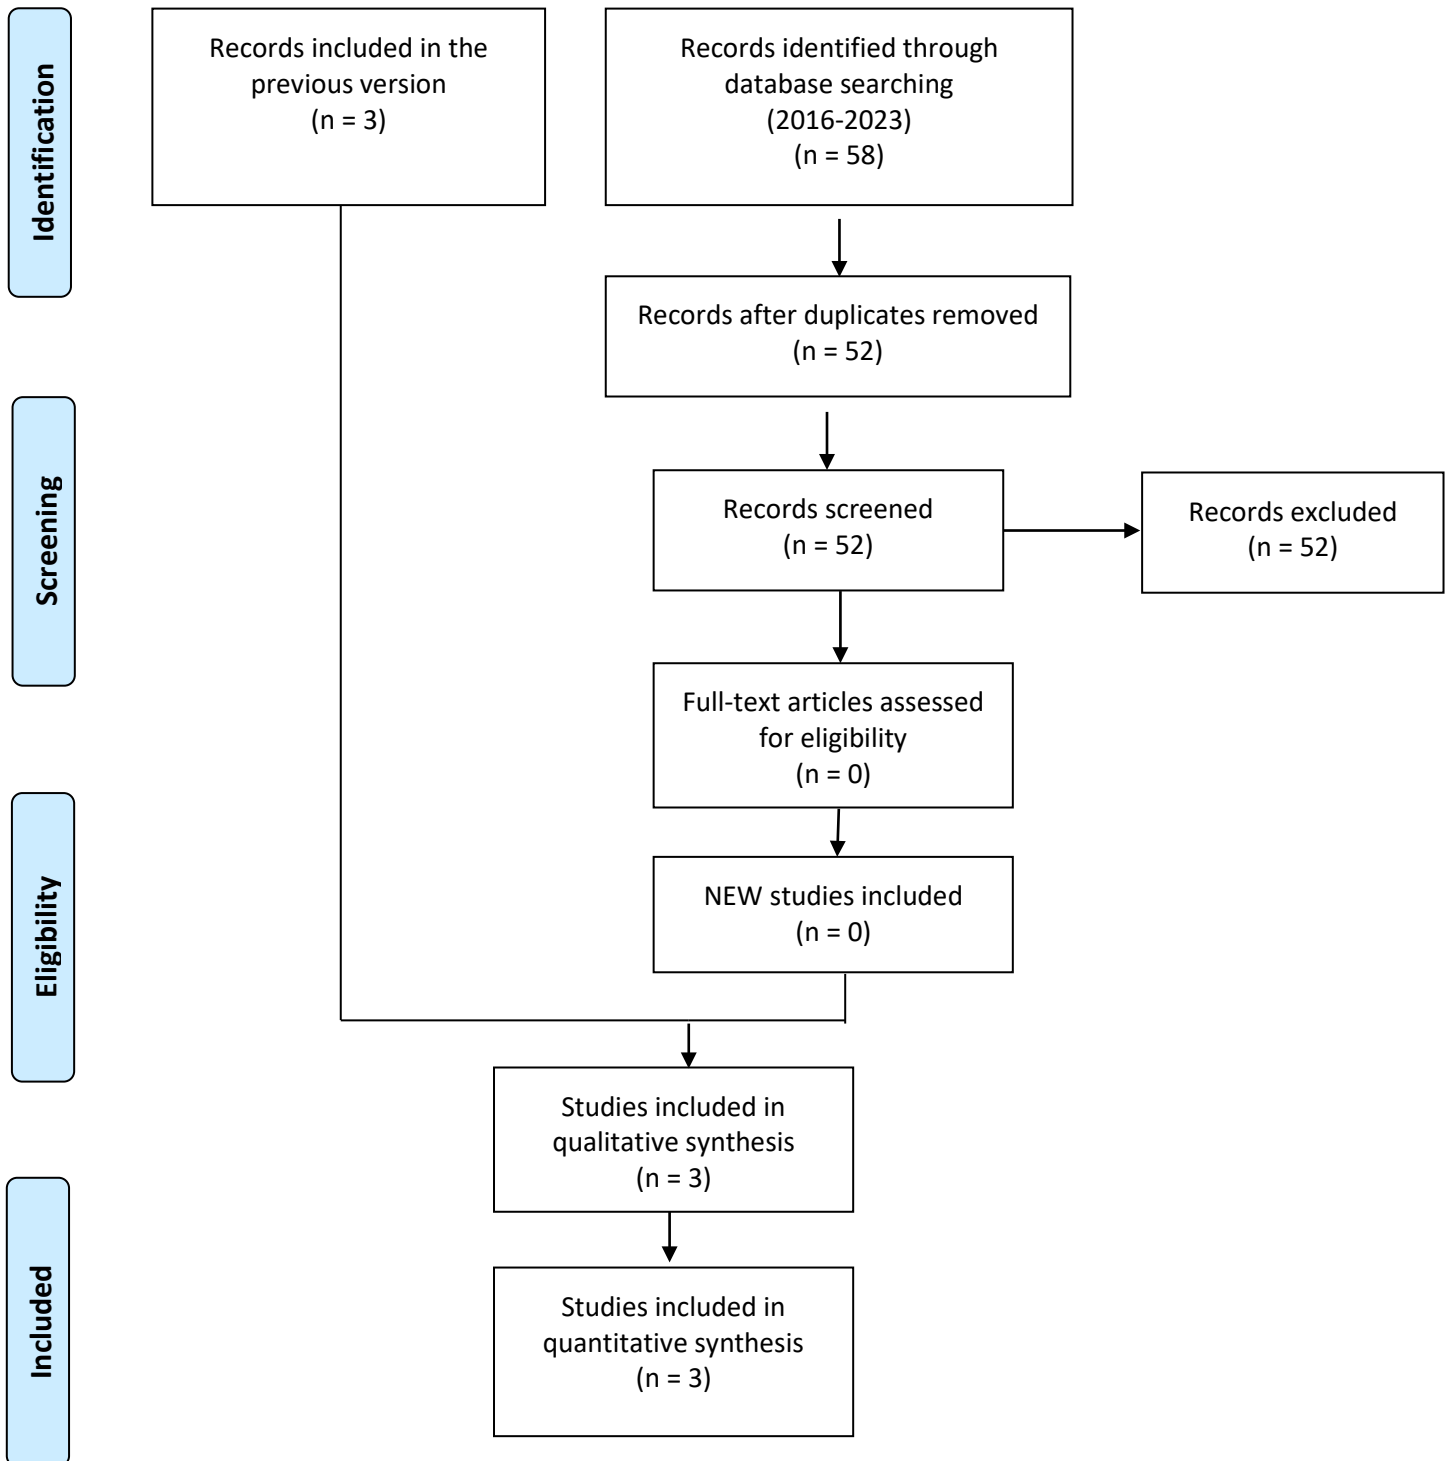 Identification
Records included in the
previous version
(n = 3)
Records identified through
database searching
(2016-2023)
(n = 58)
Records after duplicates removed
(n = 52)
Screening
Records screened
(n = 52)
Records excluded
(n = 52)
Full-text articles assessed
for eligibility
(n = 0)
Eligibility
NEW studies included
(n = 0)
Studies included in
qualitative synthesis
(n = 3)
Included
Studies included in
quantitative synthesis
(n = 3)